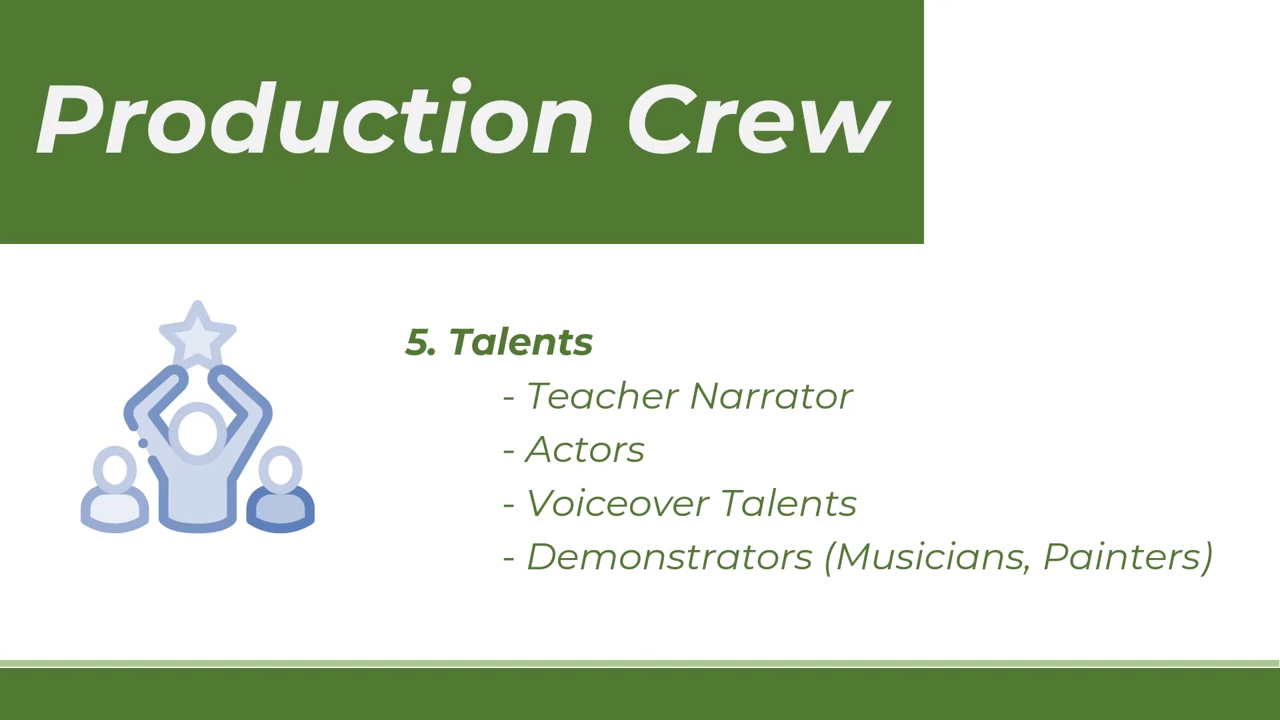 Production Crew
5. Talents
- Teacher Narrator
- Actors
- Voiceover Talents
- Demonstrators (Musicians, Painters)